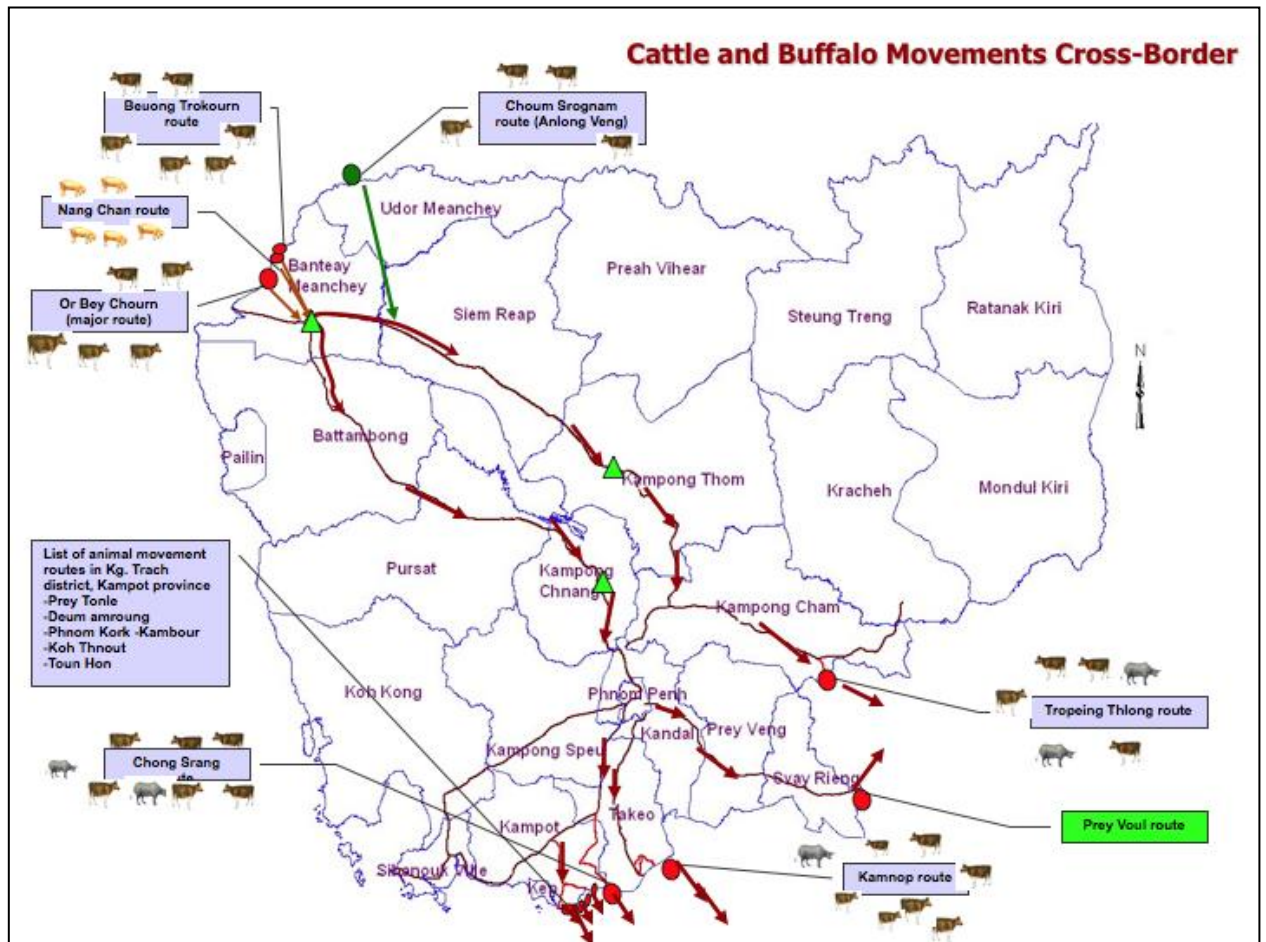 Cattle and Buffalo Movements Cross-Border
Beuong Trokourn
route
Choum Srognam
route (Anlong Veng)
Nang Chan route
Or Bey Chourn
(major route)
Udor Meanchey
Banteay
Meanchey
Preah Vihear
Siem Reap
Steung Treng
Ratanak Kiri
N
Battambong
Pailin
Kampong Thom
Kracheh
Mondul Kiri
List of animal movement
routes in Kg. Trach
district, Kampot province
-Prey Tonle
-Deum amroung
-Phnom Kork -Kambour
-Koh Thnout
-Toun Hon
Pursat
Kampong
Chnang
Kampong Cham
Koh Kong
Phnom Penh
Kandal
Prey Veng
Tropeing Thlong route
Kampong Speu
Chong Srang
Svay Rieng
Takeo
Kampot
Prey Voul route
Sihanouk Ville
Kep
Kamnop route